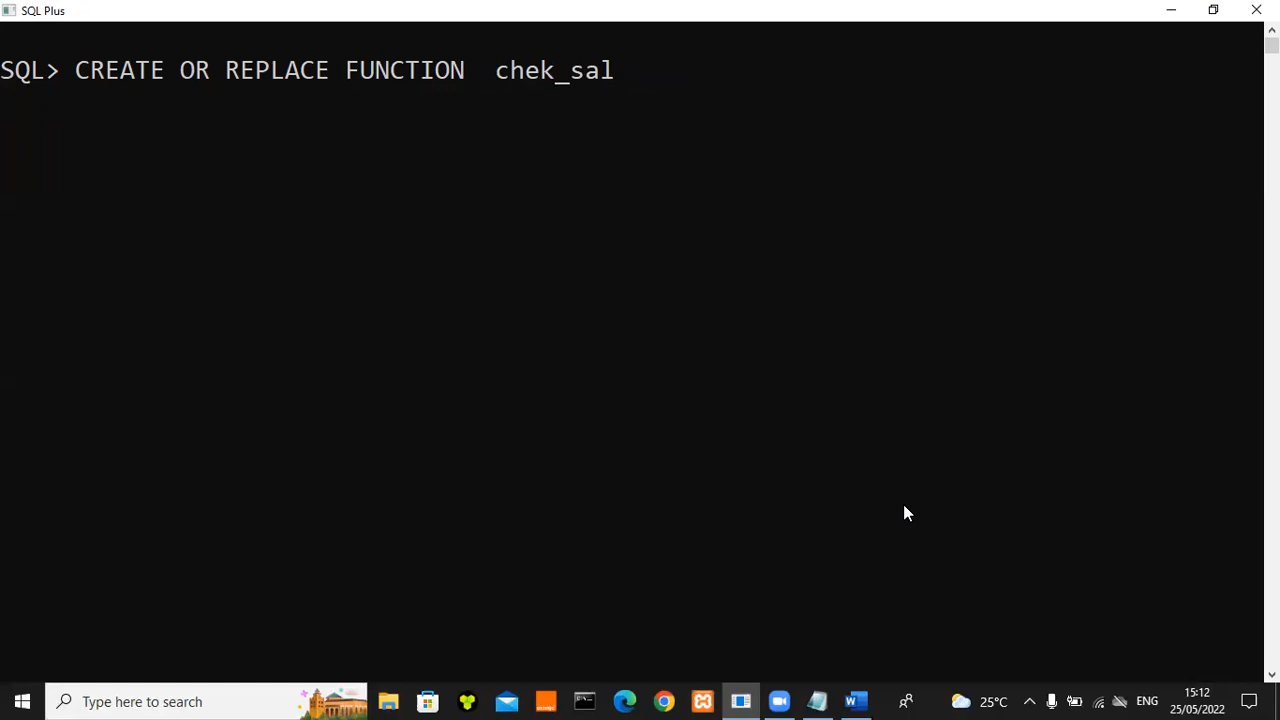 SQL Plus
SQL> CREATE OR REPLACE FUNCTION  chek_sal
Type here to search
25°C
ENG
15:12
25/05/2022